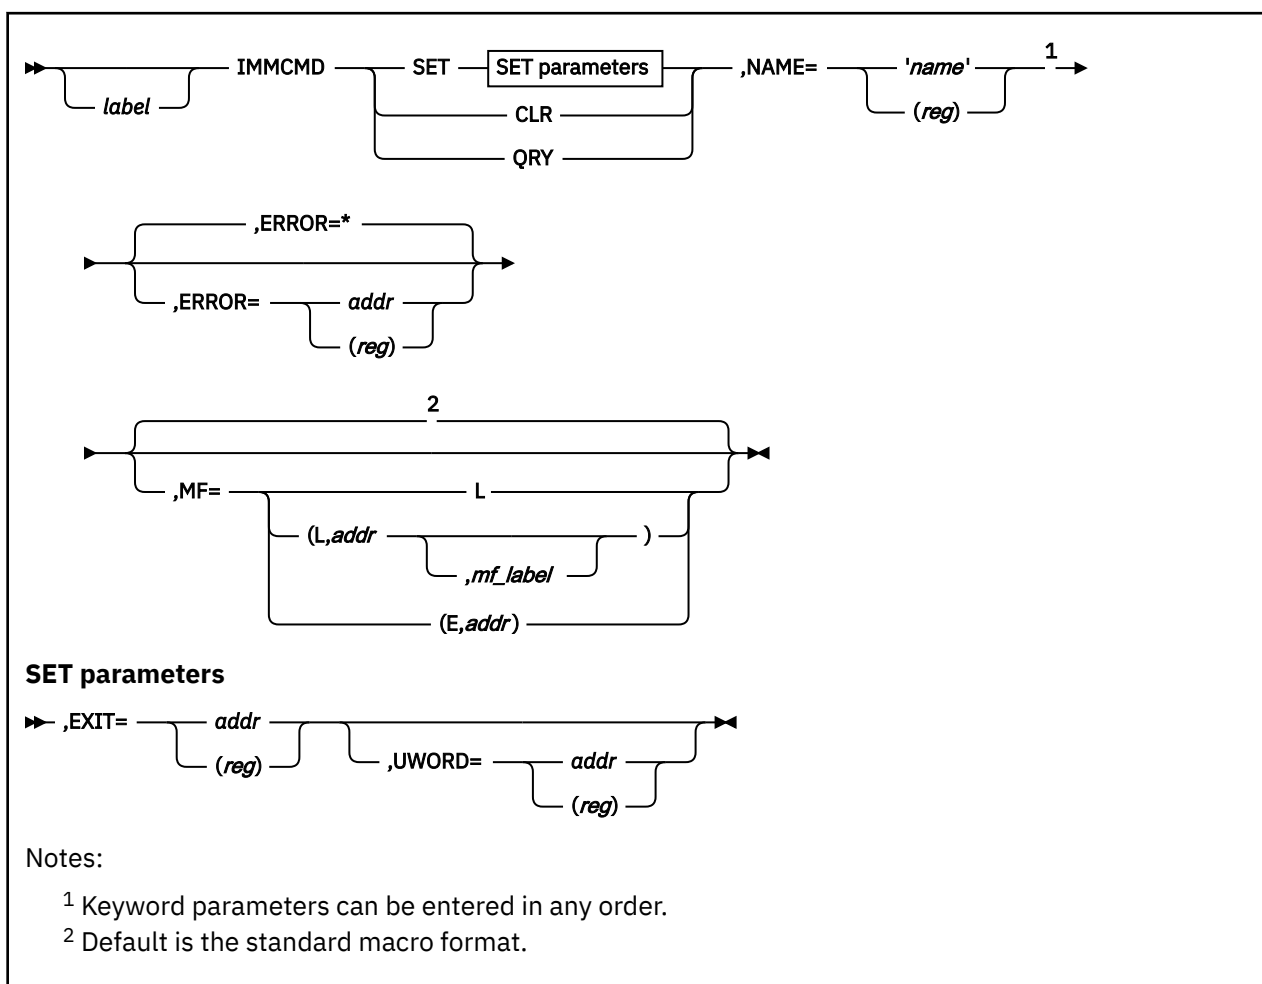 IMMCMD SET SET parameters ,NAME= 'name' 1
label CLR (reg)
QRY
,ERROR=*
,ERROR= addr
(reg)
2
,MF= L
(L,addr )
,mf_label
(E,addr)
SET parameters
,EXIT= addr
(reg) ,UWORD= addr
(reg)
Notes:
1 Keyword parameters can be entered in any order.
2 Default is the standard macro format.